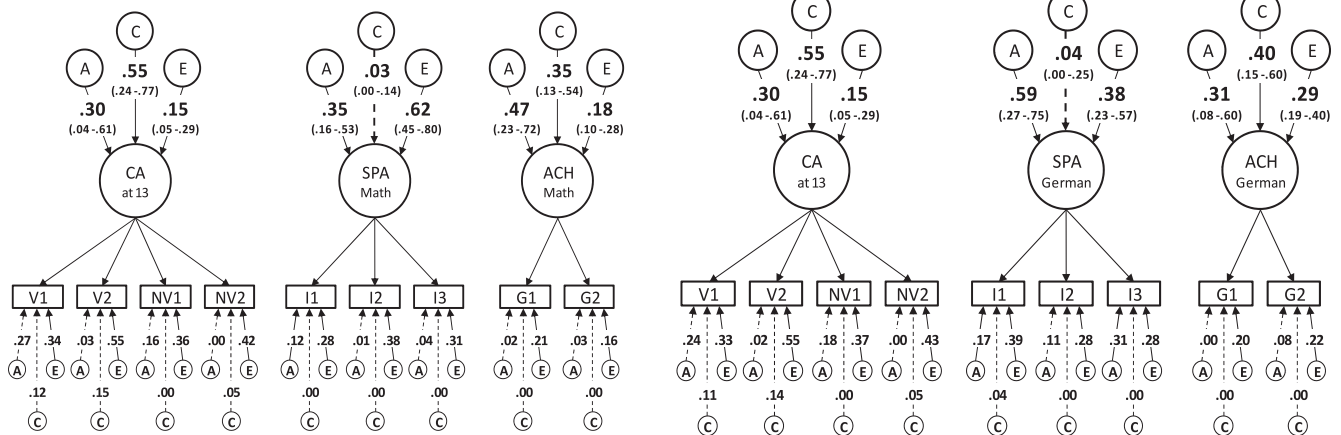 C C C C C C
A .55 E A .03 E A .35 E A .55 E A .04 E A .40 E
(.24 -.77) (.00 -.14) (.13 -.54) (.24 -.77) (.00 -.25) (.15 -.60)
.30 .15 .35 .62 .47 .18 .30 .15 .59 .38 .31 .29
(.04 -.61) (.05 -.29) (.16 -.53) (.45 -.80) (.23 -.72) (.10 -.28) (.04 -.61) (.05 -.29) (.27 -.75) (.23 -.57) (.08 -.60) (.19 -.40)
CA SPA ACH CA SPA ACH
at 13 Math Math at 13 German German
V1 V2 NV1 NV2 I1 I2 I3 G1 G2 V1 V2 NV1 NV2 I1 I2 I3 G1 G2
.27 .34 .03 .55 .16 .36 .00 .42 .12 .28 .01 .38 .04 .31 .02 .21 .03 .16 .24 .33 .02 .55 .18 .37 .00 .43 .17 .39 .11 .28 .31 .28 .00 .20 .08 .22
A E A E A E A E A E A E A E A E A E A E A E A E A E A E A E A E A E A E
.12 .15 .00 .05 .00 .00 .00 .00 .00 .11 .14 .00 .05 .04 .00 .00 .00 .00
C C C C C C C C C C C C C C C C C C